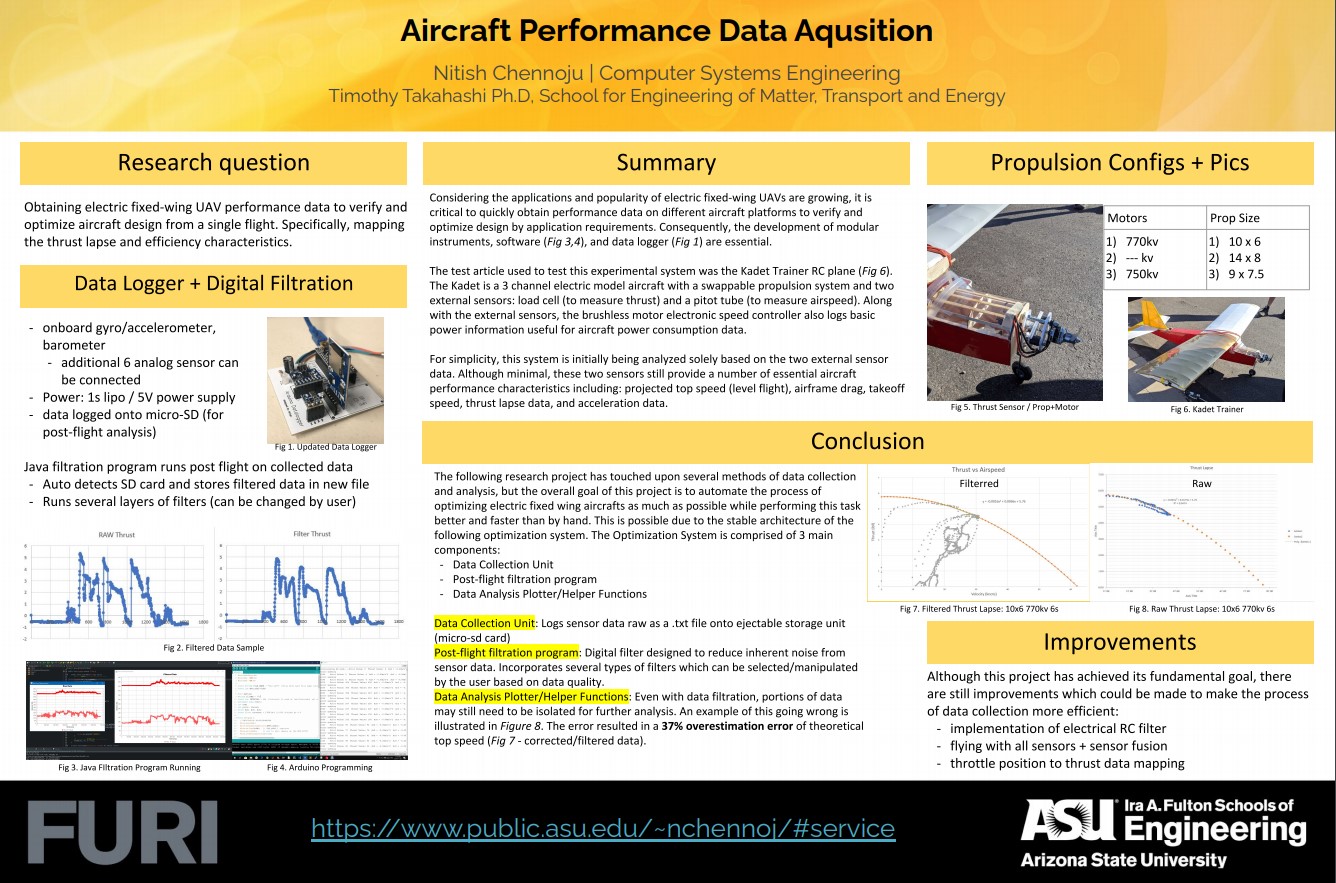 Aircraft Performance Data Aqusition
Nitish Chennoju | Computer Systems Engineering
Timothy Takahashi Ph.D, School for Engineering of Matter, Transport and Energy
Research question
Obtaining electric fixed-wing UAV performance data to verify and
optimize aircraft design from a single flight. Specifically, mapping
the thrust lapse and efficiency characteristics.
Data Logger + Digital Filtration
- onboard gyro/accelerometer,
barometer
- additional 6 analog sensor can
be connected
- Power: 1s lipo / 5V power supply
- data logged onto micro-SD (for
post-flight analysis)
Fig 1. Updated Data Logger
Java filtration program runs post flight on collected data
- Auto detects SD card and stores filtered data in new file
- Runs several layers of filters (can be changed by user)
RAW Thrust
Filter Thrust
Fig 2. Filtered Data Sample
Fig 3. Java FIltration Program Running
Fig 4. Arduino Programming
Summary
Considering the applications and popularity of electric fixed-wing UAVs are growing, it is
critical to quickly obtain performance data on different aircraft platforms to verify and
optimize design by application requirements. Consequently, the development of modular
instruments, software (Fig 3,4), and data logger (Fig 1) are essential.
The test article used to test this experimental system was the Kadet Trainer RC plane (Fig 6).
The Kadet is a 3 channel electric model aircraft with a swappable propulsion system and two
external sensors: load cell (to measure thrust) and a pitot tube (to measure airspeed). Along
with the external sensors, the brushless motor electronic speed controller also logs basic
power information useful for aircraft power consumption data.
For simplicity, this system is initially being analyzed solely based on the two external sensor
data. Although minimal, these two sensors still provide a number of essential aircraft
performance characteristics including: projected top speed (level flight), airframe drag, takeoff
speed, thrust lapse data, and acceleration data.
Propulsion Configs + Pics
Motors
Prop Size
1) 770kv
1) 10 x 6
2) --- kv
2) 14 x 8
3) 750kv
3) 9 x 7.5
Fig 5. Thrust Sensor / Prop+Motor
Fig 6. Kadet Trainer
Conclusion
The following research project has touched upon several methods of data collection
and analysis, but the overall goal of this project is to automate the process of
optimizing electric fixed wing aircrafts as much as possible while performing this task
better and faster than by hand. This is possible due to the stable architecture of the
following optimization system. The Optimization System is comprised of 3 main
components:
- Data Collection Unit
- Post-flight filtration program
- Data Analysis Plotter/Helper Functions
Data Collection Unit: Logs sensor data raw as a .txt file onto ejectable storage unit
(micro-sd card)
Post-flight filtration program: Digital filter designed to reduce inherent noise from
sensor data. Incorporates several types of filters which can be selected/manipulated
by the user based on data quality.
Data Analysis Plotter/Helper Functions: Even with data filtration, portions of data
may still need to be isolated for further analysis. An example of this going wrong is
illustrated in Figure 8. The error resulted in a 37% overestimation error of theoretical
top speed (Fig 7 - corrected/filtered data).
Thrust vs Airspeed
Filterred
Thrust Lapse
Raw
Fig 7. Filtered Thrust Lapse: 10x6 770kv 6s
Fig 8. Raw Thrust Lapse: 10x6 770kv 6s
Improvements
Although this project has achieved its fundamental goal, there
are still improvements which could be made to make the process
of data collection more efficient:
- implementation of electrical RC filter
- flying with all sensors + sensor fusion
- throttle position to thrust data mapping
FURI
https://www.public.asu.edu/~nchennoj/#service
ASU Ira A. Fulton Schools of
Engineering
Arizona State University